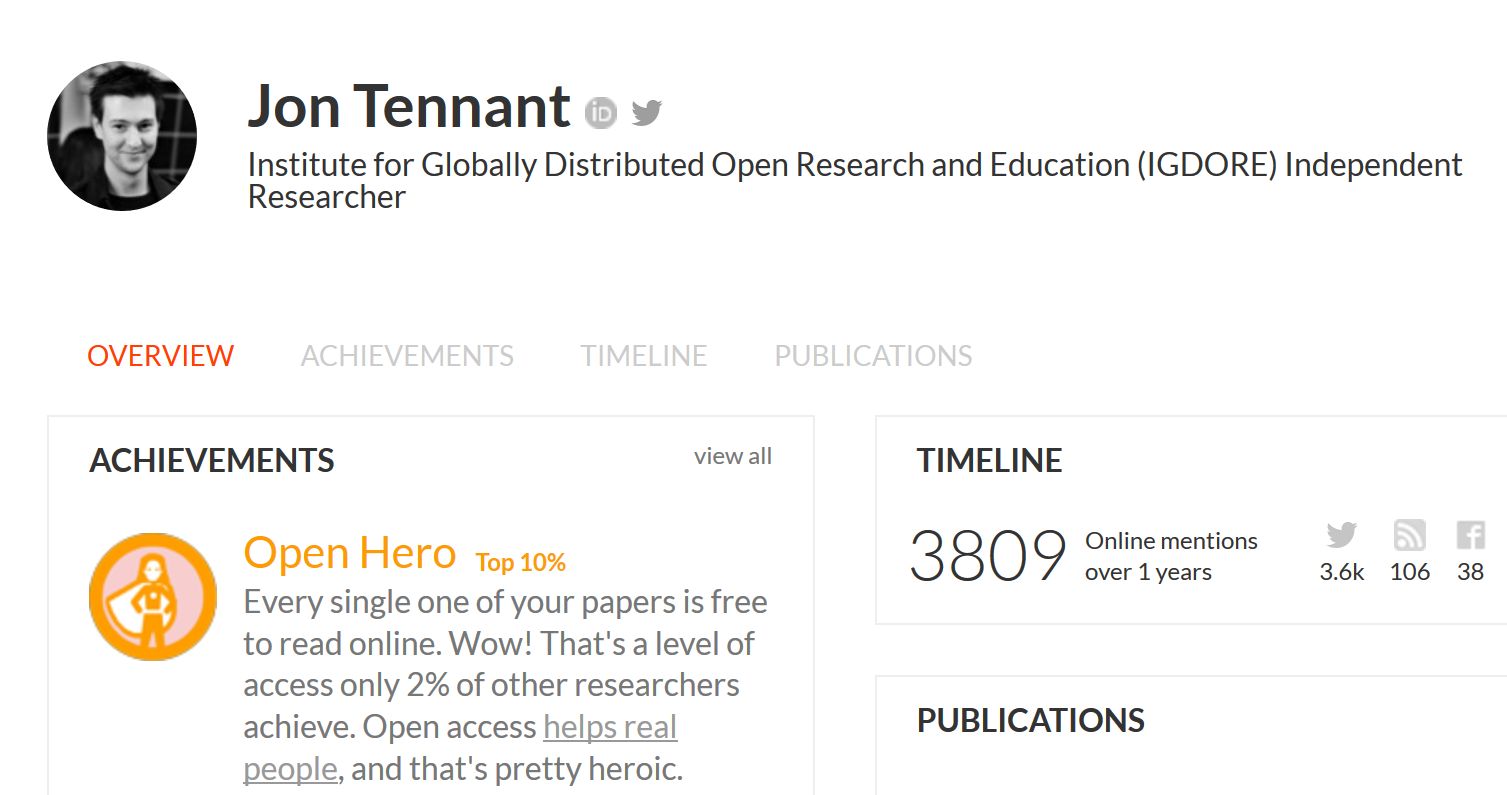 Jon Tennant iD
Institute for Globally Distributed Open Research and Education (IGDORE) Independent
Researcher
OVERVIEW ACHIEVEMENTS TIMELINE PUBLICATIONS
ACHIEVEMENTS view all
Open Hero Top 10%
Every single one of your papers is free
to read online. Wow! That's a level of
access only 2% of other researchers
achieve. Open access helps real
people, and that's pretty heroic.
TIMELINE
3809 Online mentions
over 1 years
3.6k 106 38
PUBLICATIONS